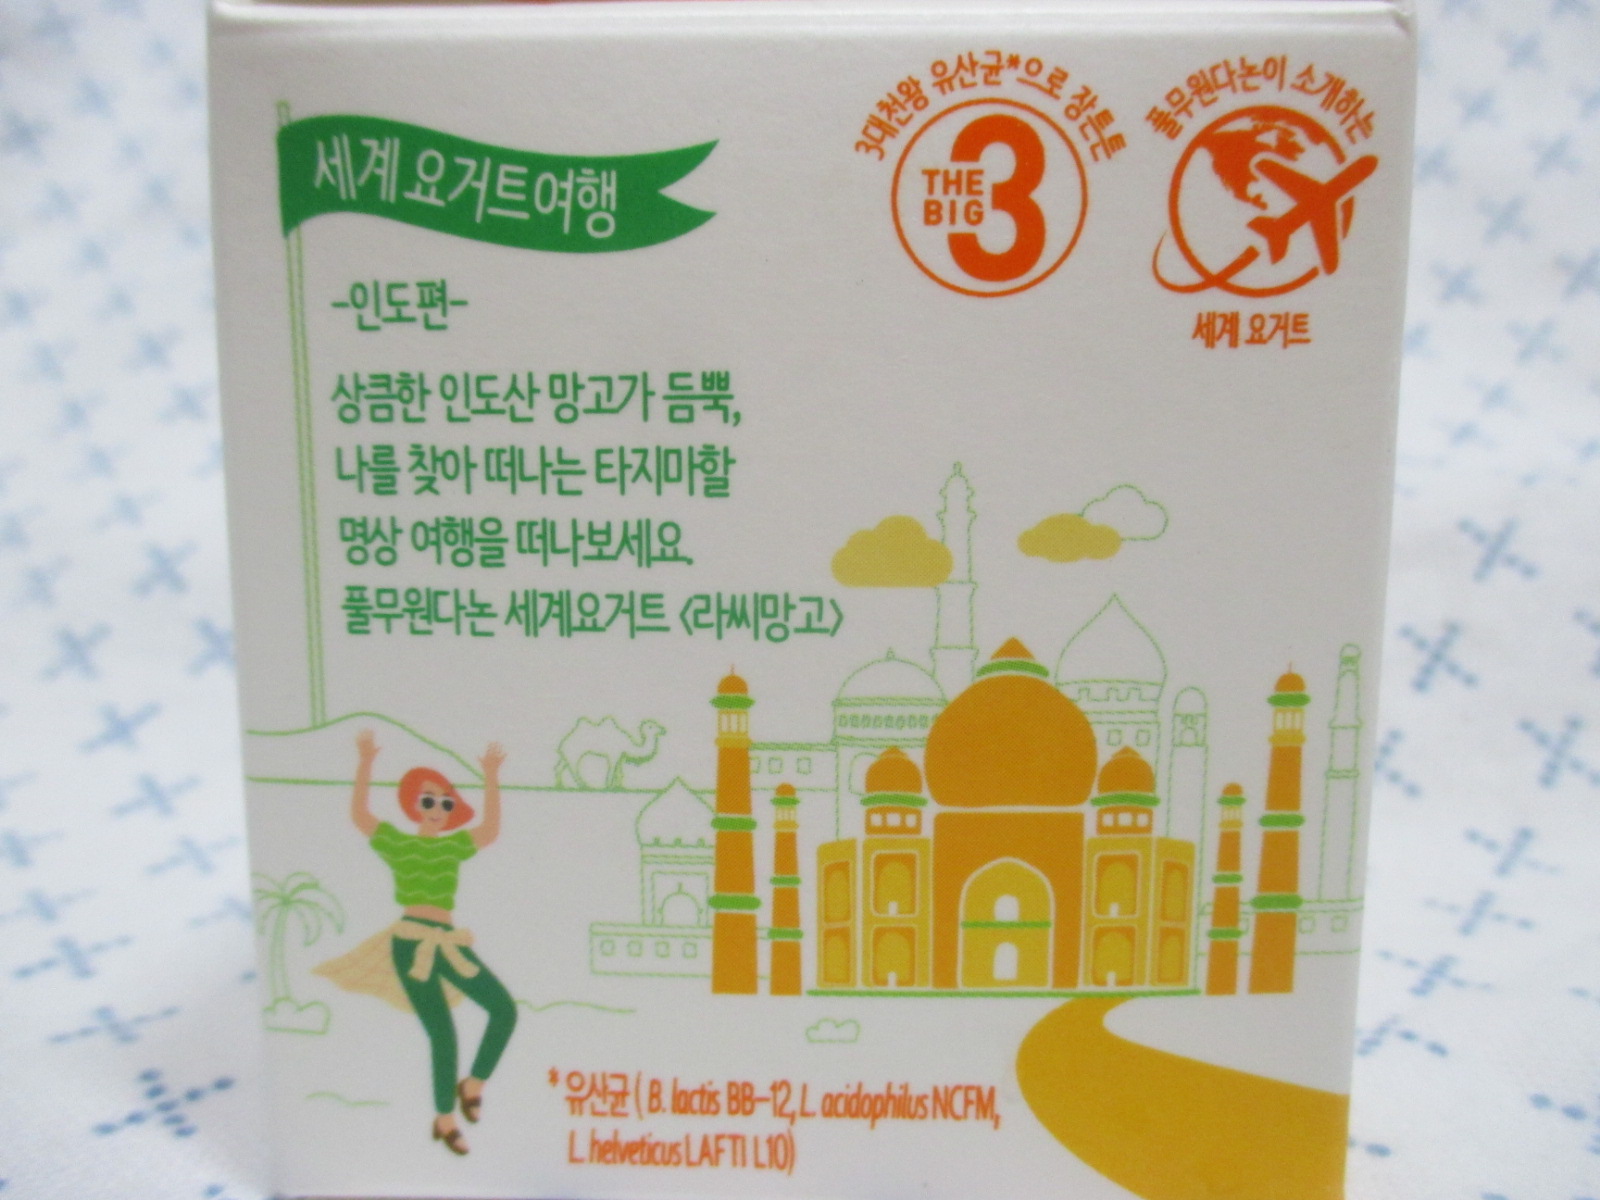 세계 요거트 여행
3대천왕 유산균*으로 장튼튼
THE BIG 3
풀무원다논이 소개하는
세계 요거트
-인도편-
상큼한 인도산 망고가 듬뿍,
나를 찾아 떠나는 타지마할
명상 여행을 떠나보세요.
풀무원다논 세계요거트 <라씨망고>
* 유산균 ( B. lactis BB-12, L. acidophilus NCFM,
L. helveticus LAFTI L10)